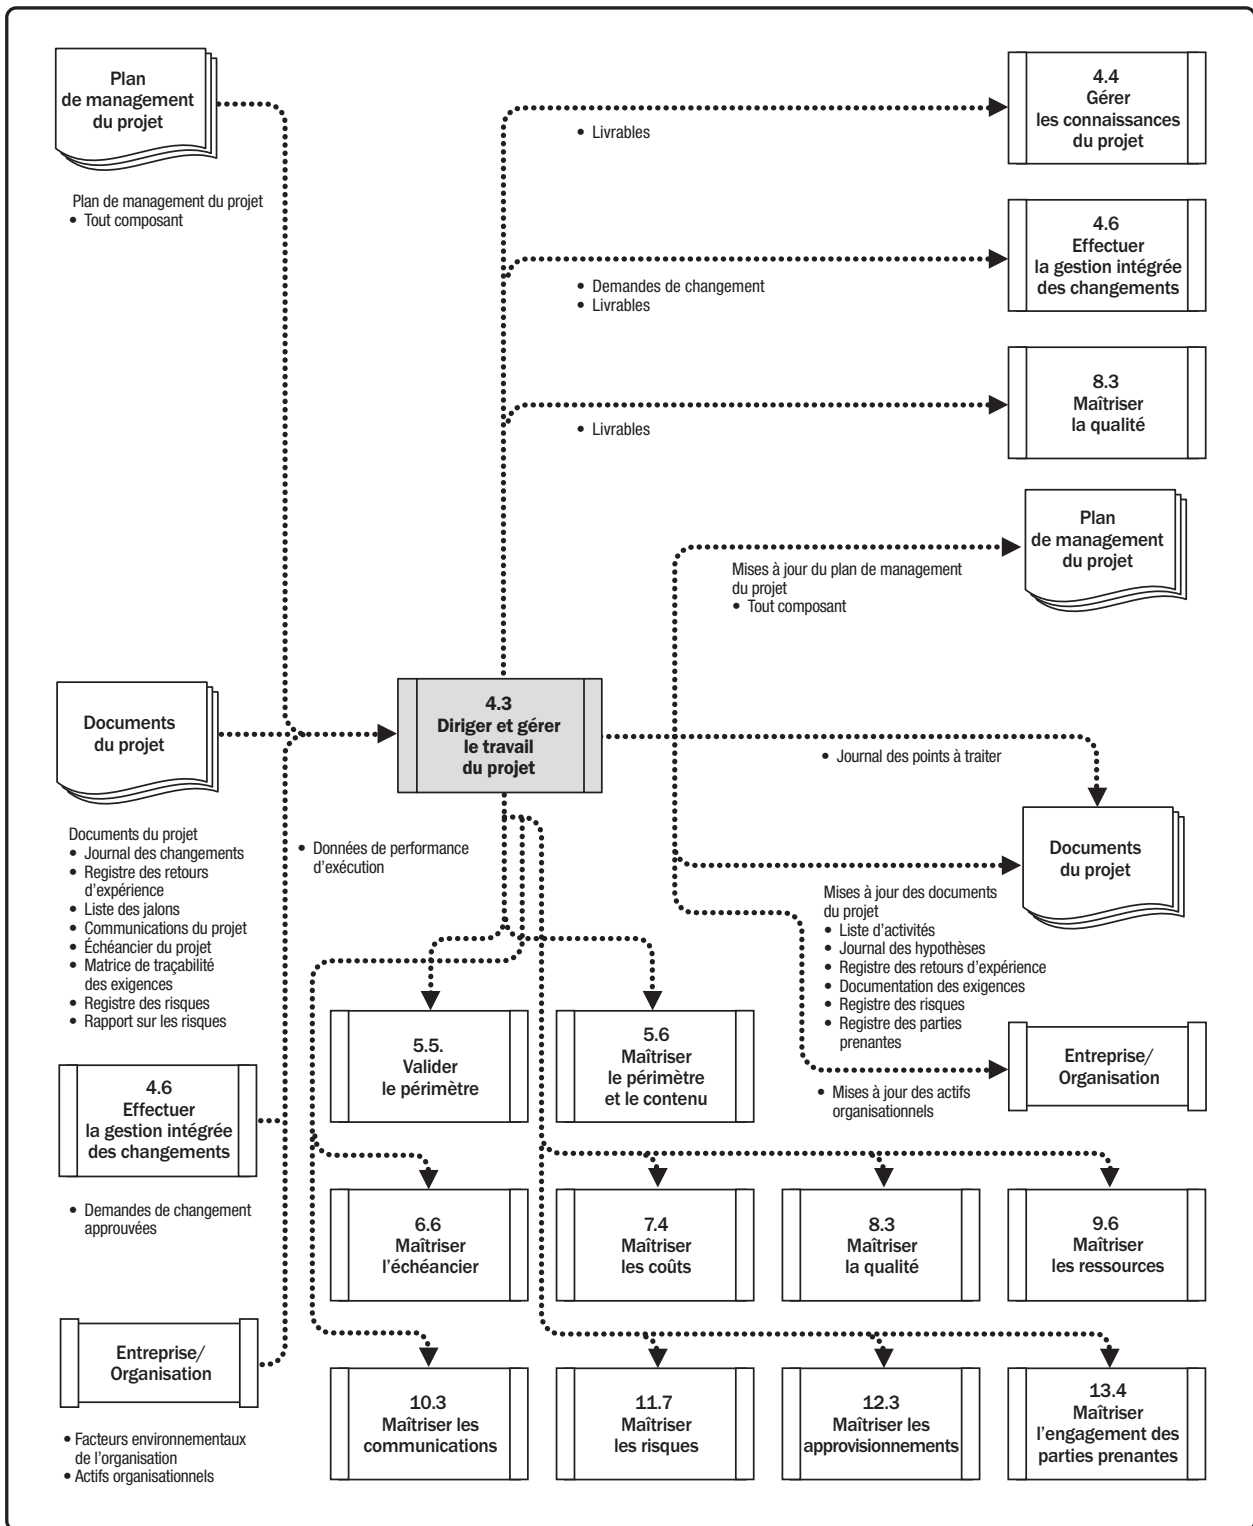 Plan
de management
du projet
Plan de management du projet
• Tout composant
• Livrables
4.4
Gérer
les connaissances
du projet
• Demandes de changement
• Livrables
4.6
Effectuer
la gestion intégrée
des changements
• Livrables
8.3
Maîtriser
la qualité
Mises à jour du plan de management
du projet
• Tout composant
Plan
de management
du projet
Documents
du projet
4.3
Diriger et gérer
le travail
du projet
• Journal des points à traiter
Documents du projet
• Journal des changements
• Registre des retours
d’expérience
• Liste des jalons
• Communications du projet
• Échéancier du projet
• Matrice de traçabilité
des exigences
• Registre des risques
• Rapport sur les risques
• Données de performance
d’exécution
Documents
du projet
Mises à jour des documents
du projet
• Liste d’activités
• Journal des hypothèses
• Registre des retours d’expérience
• Documentation des exigences
• Registre des risques
• Registre des parties
prenantes
5.5.
Valider
le périmètre
5.6
Maîtriser
le périmètre
et le contenu
Entreprise/
Organisation
• Mises à jour des actifs
organisationnels
4.6
Effectuer
la gestion intégrée
des changements
• Demandes de changement
approuvées
6.6
Maîtriser
l’échéancier
7.4
Maîtriser
les coûts
8.3
Maîtriser
la qualité
9.6
Maîtriser
les ressources
Entreprise/
Organisation
• Facteurs environnementaux
de l’organisation
• Actifs organisationnels
10.3
Maîtriser les
communications
11.7
Maîtriser
les risques
12.3
Maîtriser les
approvisionnements
13.4
Maîtriser
l’engagement des
parties prenantes